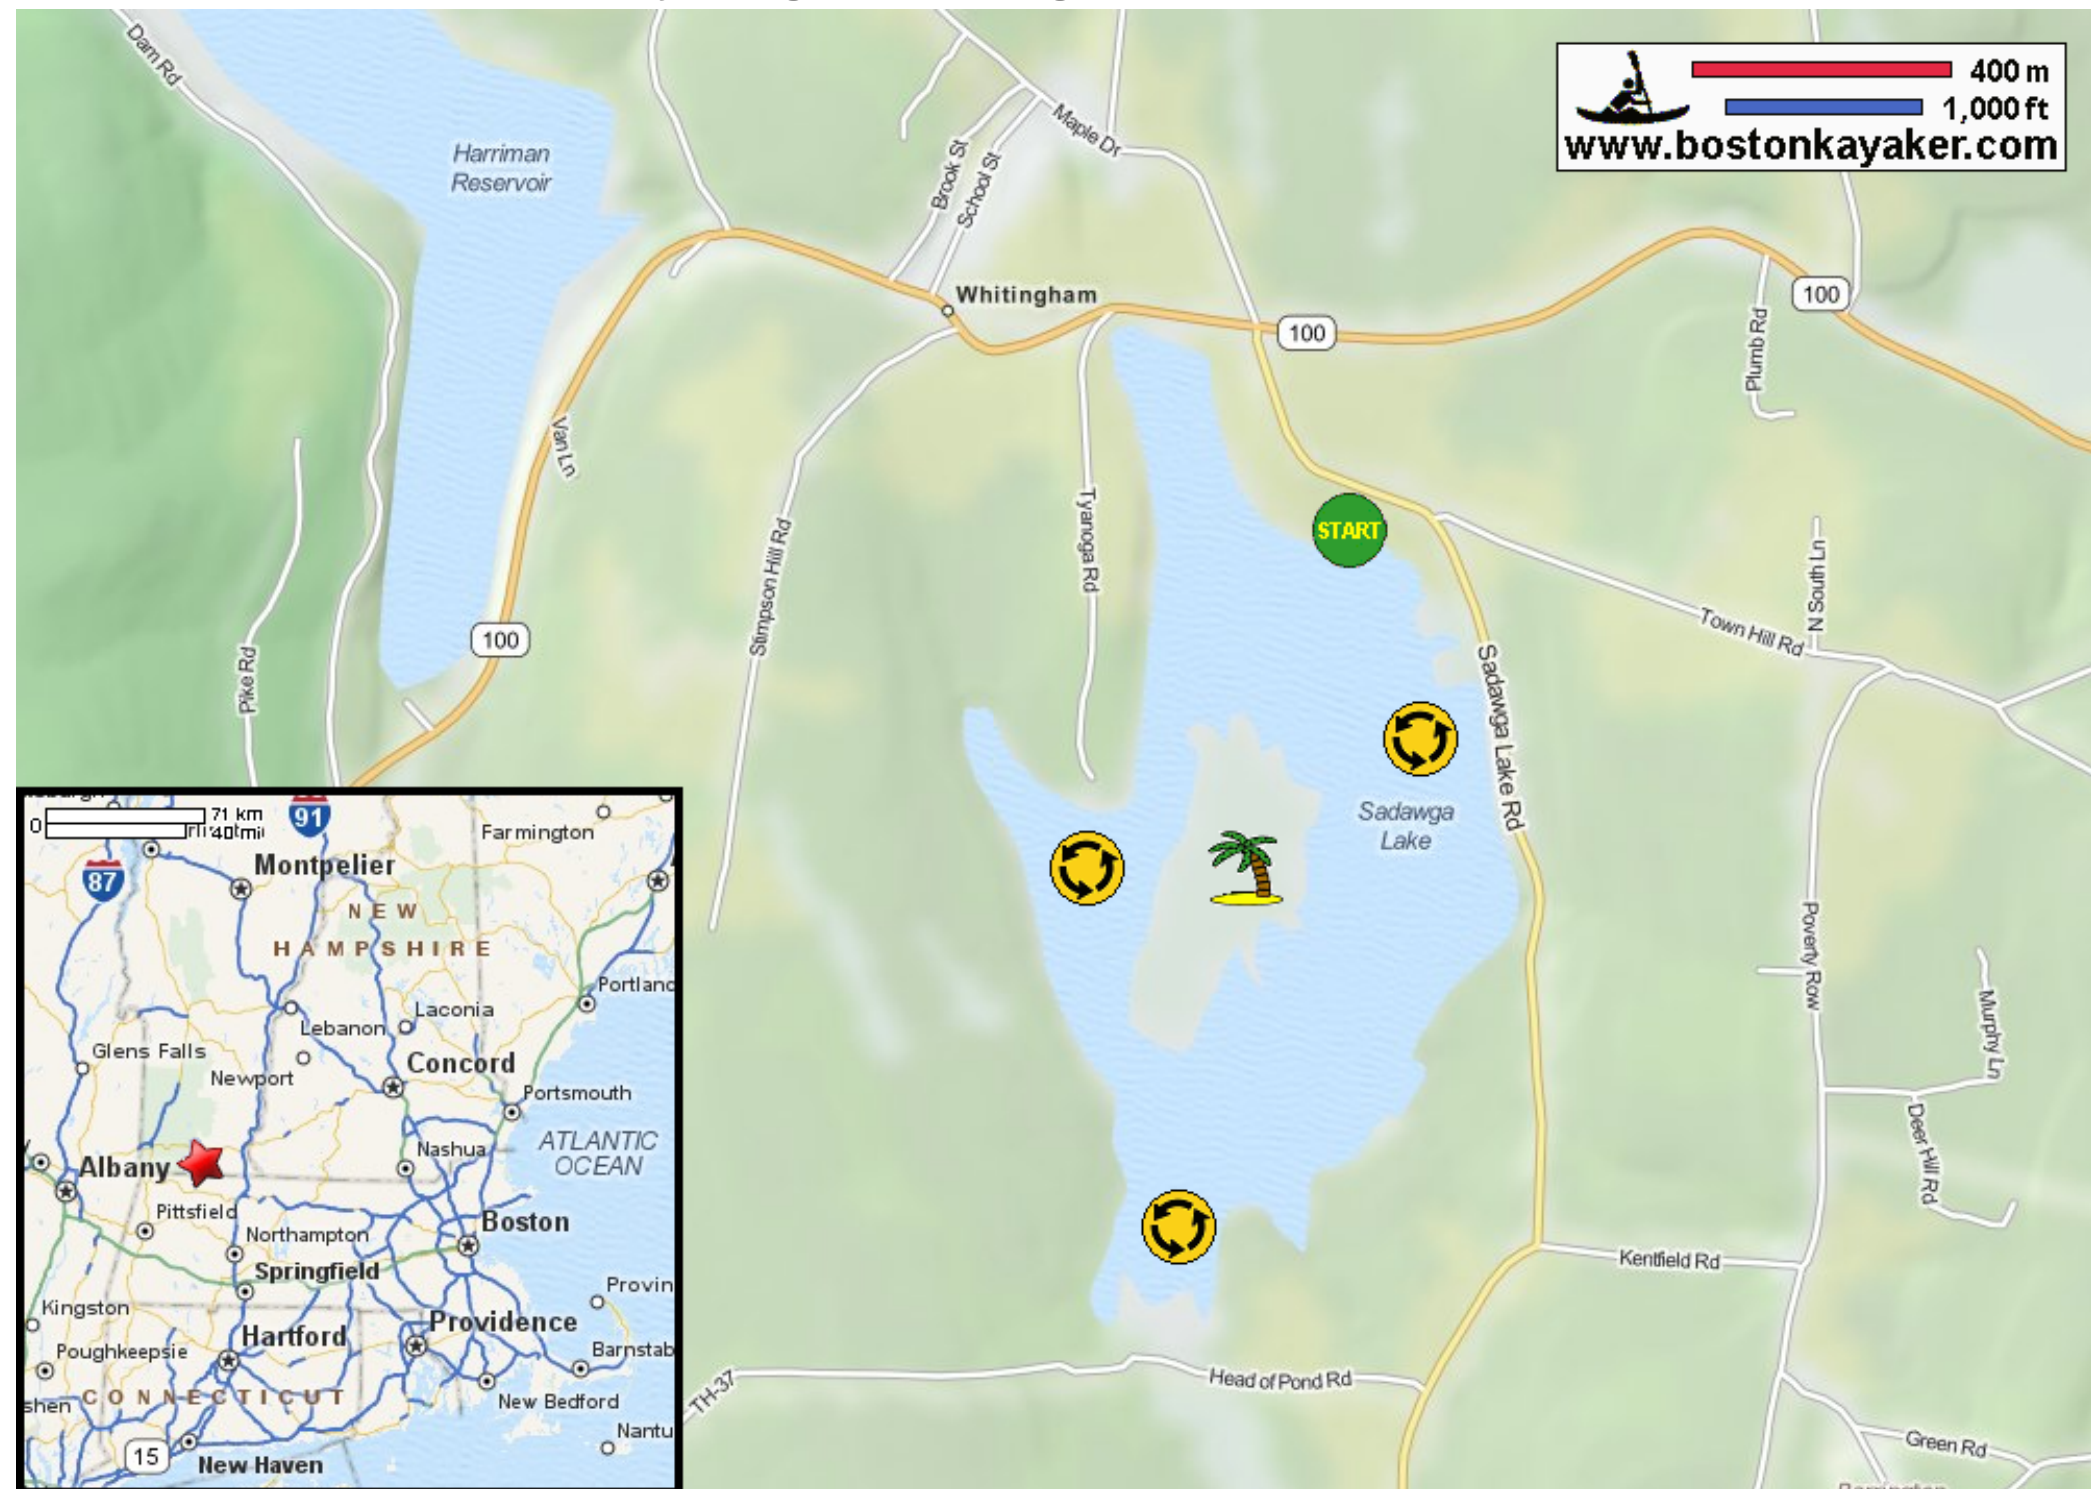 400 m
1,000 ft
www.bostonkayaker.com
Dam Rd
Harriman
Reservoir
Maple Dr
Brook St
School St
Whitingham
100
100
Plumb Rd
Van Ln
START
Tyanoga Rd
Stimpson Hill Rd
N South Ln
Town Hill Rd
100
Pike Rd
Sadawga Lake Rd
Sadawga
Lake
Poverty Row
Murphy Ln
Deer Hill Rd
Kentfield Rd
Head of Pond Rd
TH-37
Green Rd
0
71 km
40 mi
91
Farmington
87
Montpelier
NEW
HAMPSHIRE
Portland
Laconia
Lebanon
Glens Falls
Newport
Concord
Portsmouth
ATLANTIC
OCEAN
Nashua
Albany
Pittsfield
Boston
Northampton
Springfield
Provin
Kingston
Providence
Hartford
Poughkeepsie
Barnstab
CONNECTICUT
shen
New Bedford
Nantu
15
New Haven